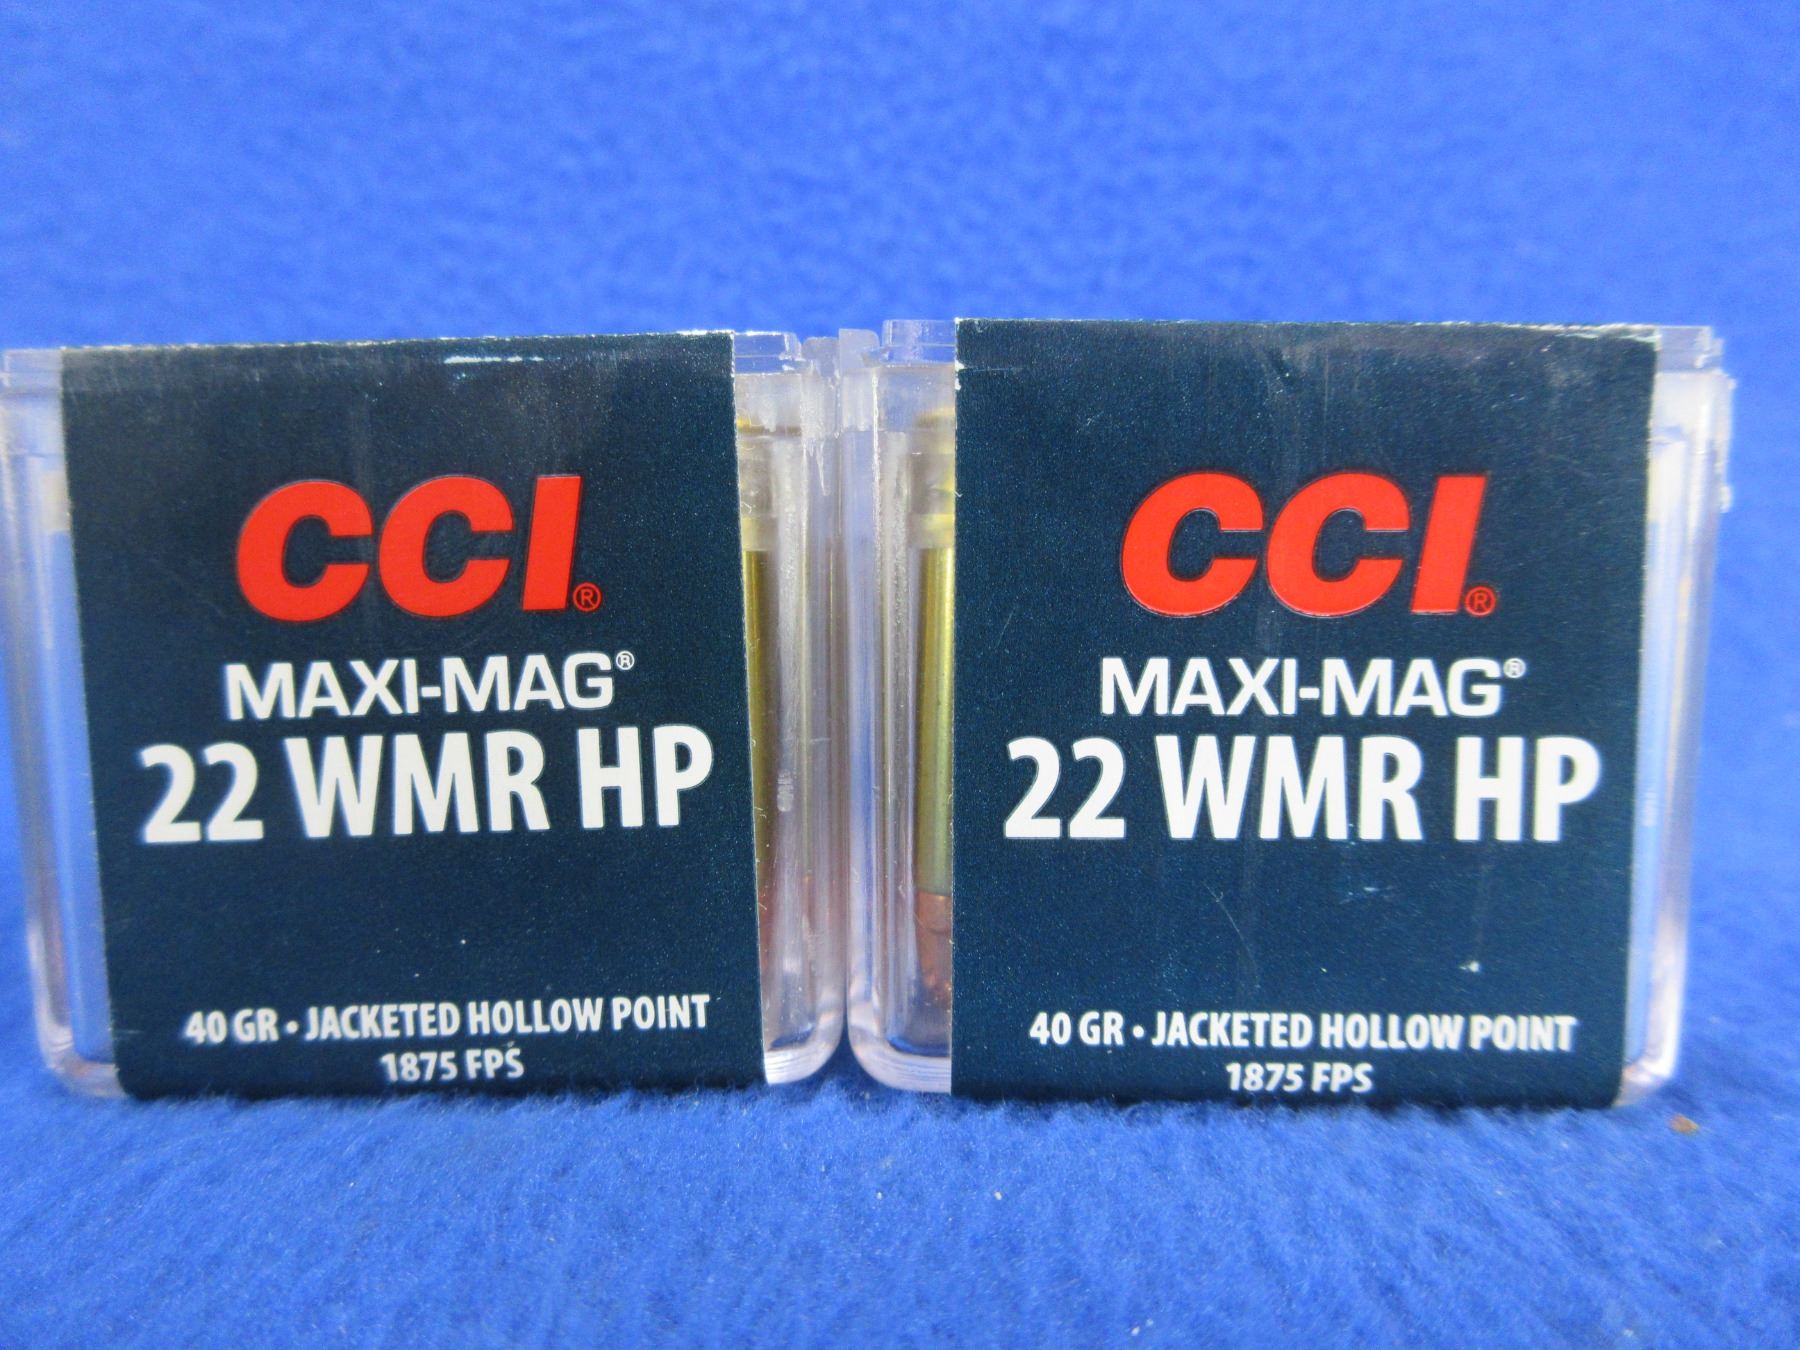 CCI®
MAXI-MAG®
22 WMR HP
40 GR • JACKETED HOLLOW POINT
1875 FPS
CCI®
MAXI-MAG®
22 WMR HP
40 GR • JACKETED HOLLOW POINT
1875 FPS